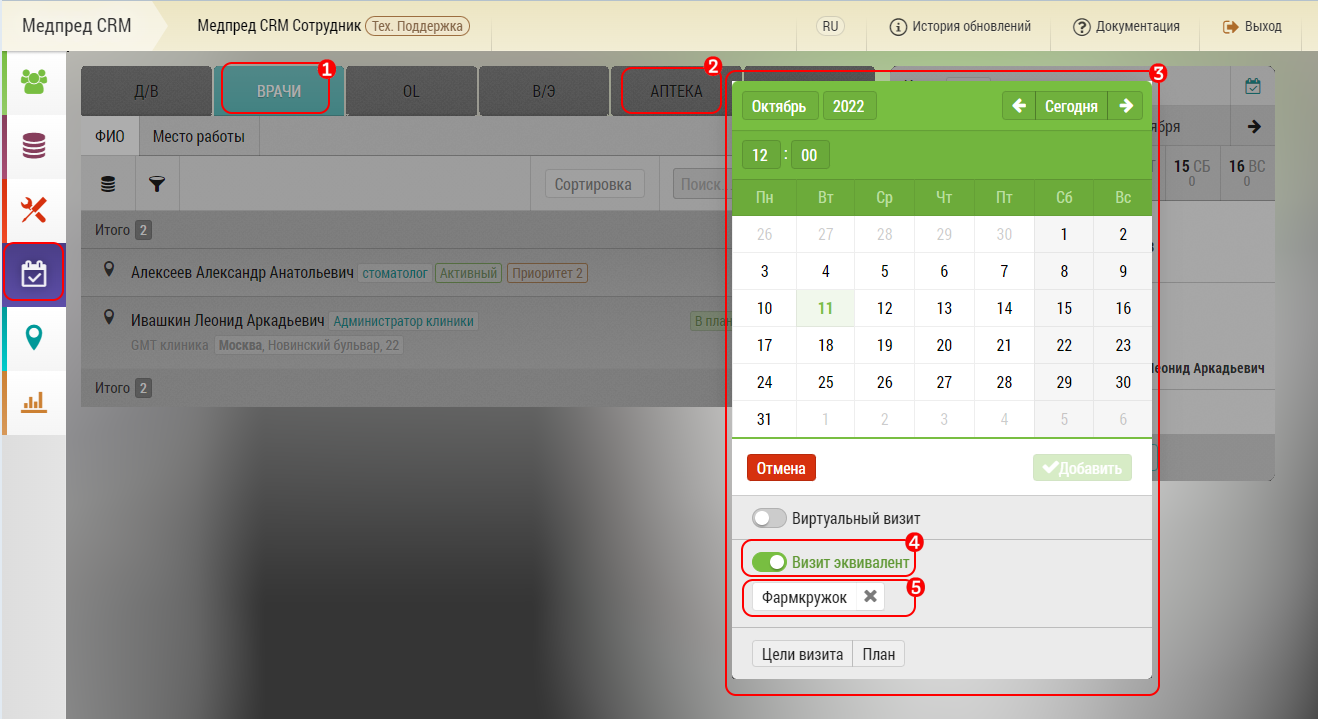 Медпред CRM
Медпред CRM Сотрудник Тех. Поддержка
RU
История обновлений
Документация
Выход
Д/В
ВРАЧИ
1
OL
В/Э
АПТЕКА
2
3
ФИО
Место работы
Сортировка
Поиск...
Итого 2
Алексеев Александр Анатольевич стоматолог Активный Приоритет 2
Ивашкин Леонид Аркадьевич Администратор клиники
В план
GMT клиника Москва, Новинский бульвар, 22
Итого 2
Октябрь 2022
Сегодня
12 : 00
Пн Вт Ср Чт Пт Сб Вс
26 27 28 29 30 1 2
3 4 5 6 7 8 9
10 11 12 13 14 15 16
17 18 19 20 21 22 23
24 25 26 27 28 29 30
31 1 2 3 4 5 6
Отмена
Добавить
Виртуальный визит
Визит эквивалент
4
Фармкружок
5
Цели визита План
ября
15 СБ 16 ВС
0 0
еонид Аркадьевич